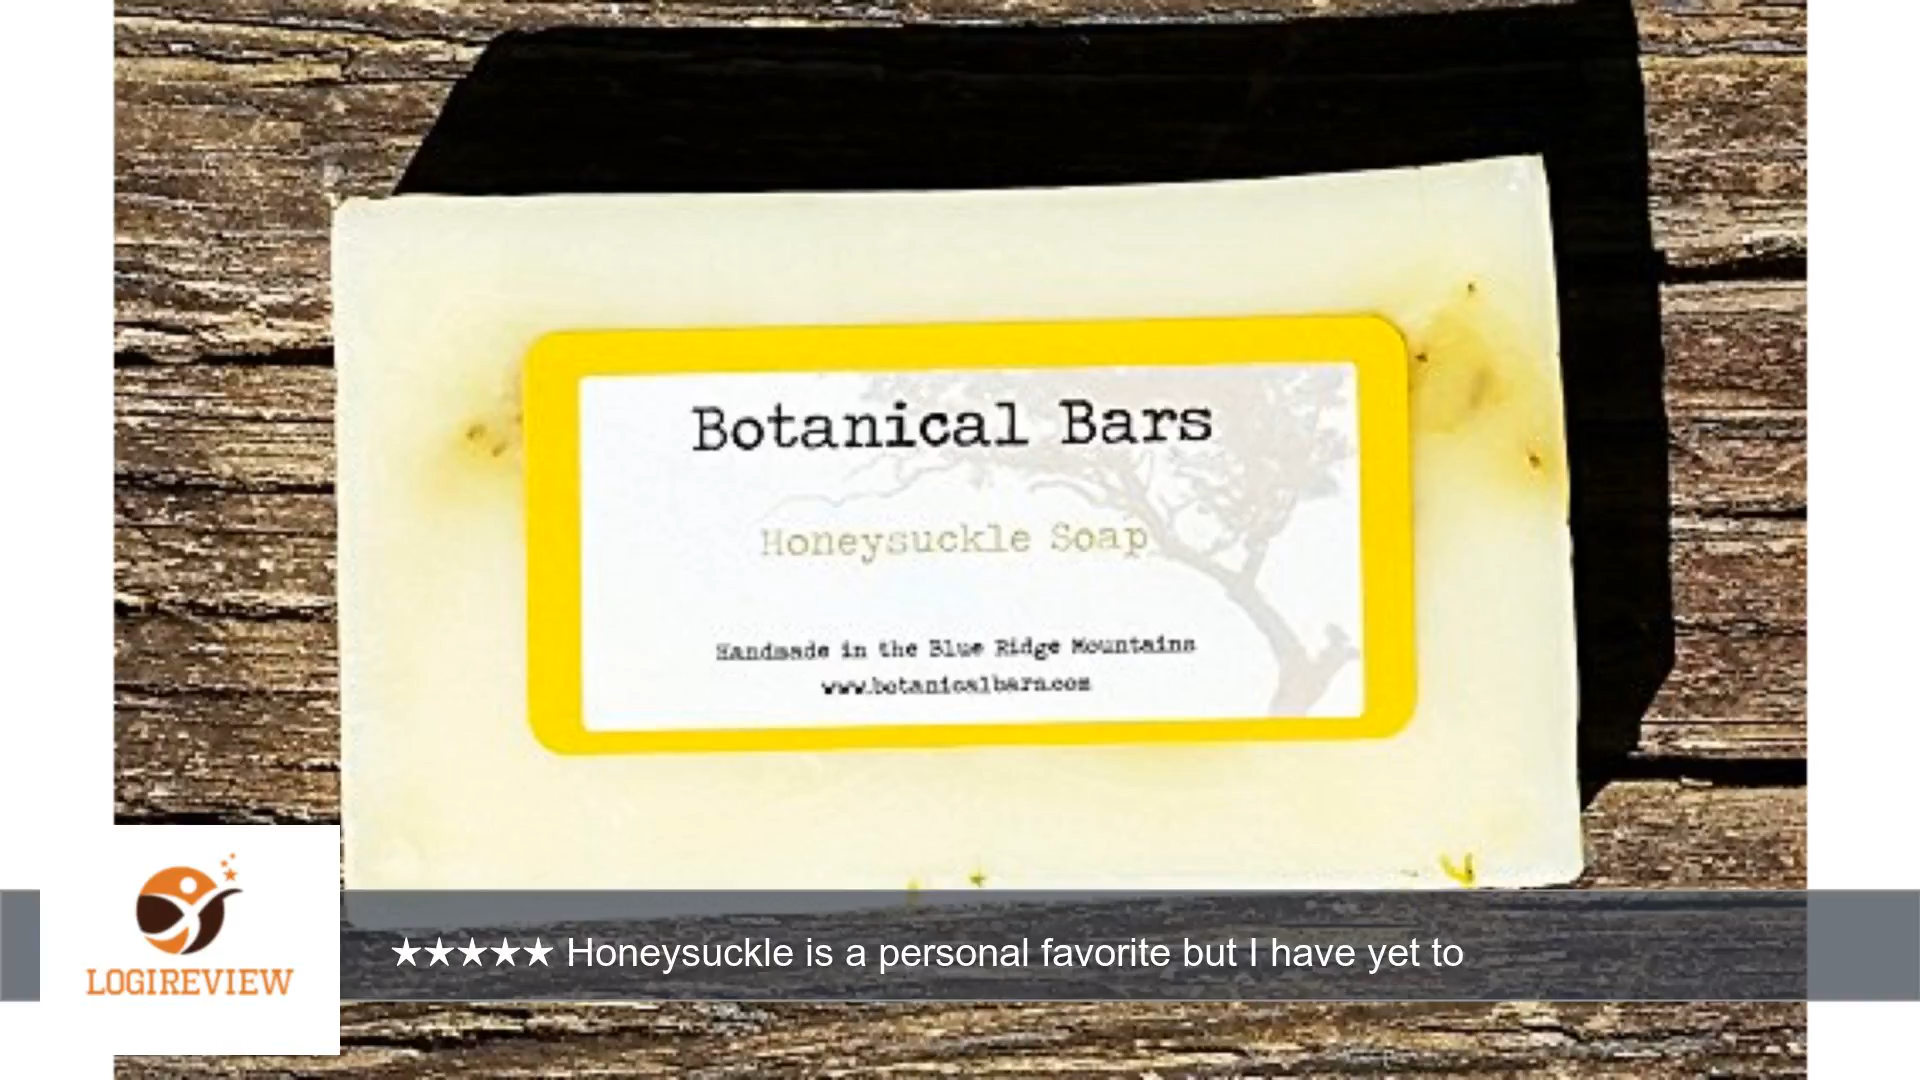 Botanical Bars
Honeysuckle Soap
Handmade in the Blue Ridge Mountains
www.botanicalbarn.com
LOGIREVIEW
★★★★★ Honeysuckle is a personal favorite but I have yet to